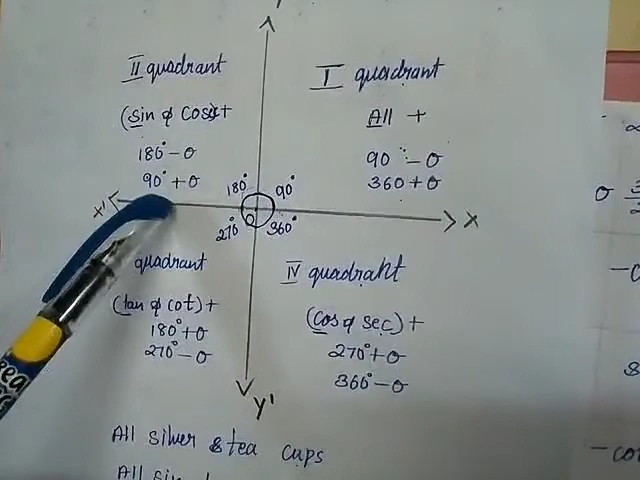 II quadrant
(sin & cosec)+
180°-θ
90°+θ
I quadrant
All +
90°-θ
360+θ
180° 90°
270° 360°
x'
x
quadrant
(tan & cot)+
180°+θ
270°-θ
IV quadrant
(cos & sec)+
270°+θ
360°-θ
y'
All silver & tea cups
All